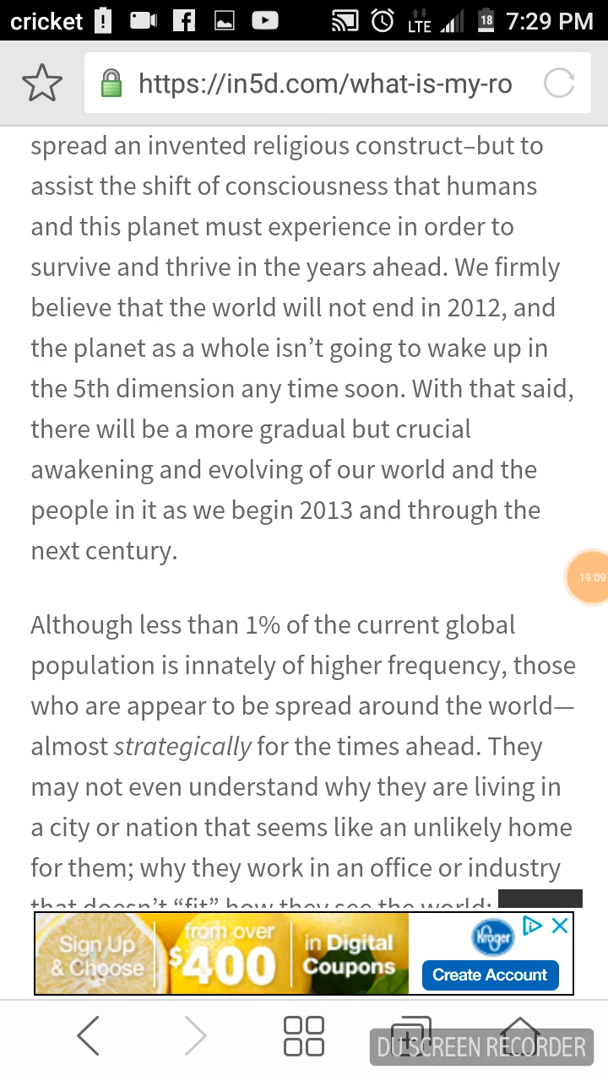 cricket LTE 18 7:29 PM
https://in5d.com/what-is-my-ro
spread an invented religious construct–but to
assist the shift of consciousness that humans
and this planet must experience in order to
survive and thrive in the years ahead. We firmly
believe that the world will not end in 2012, and
the planet as a whole isn’t going to wake up in
the 5th dimension any time soon. With that said,
there will be a more gradual but crucial
awakening and evolving of our world and the
people in it as we begin 2013 and through the
next century.
19:09
Although less than 1% of the current global
population is innately of higher frequency, those
who are appear to be spread around the world—
almost strategically for the times ahead. They
may not even understand why they are living in
a city or nation that seems like an unlikely home
for them; why they work in an office or industry
that doesn’t “fit” how they see the world;
Sign Up
& Choose
from over
$400
in Digital
Coupons
Kroger
Create Account
DU SCREEN RECORDER